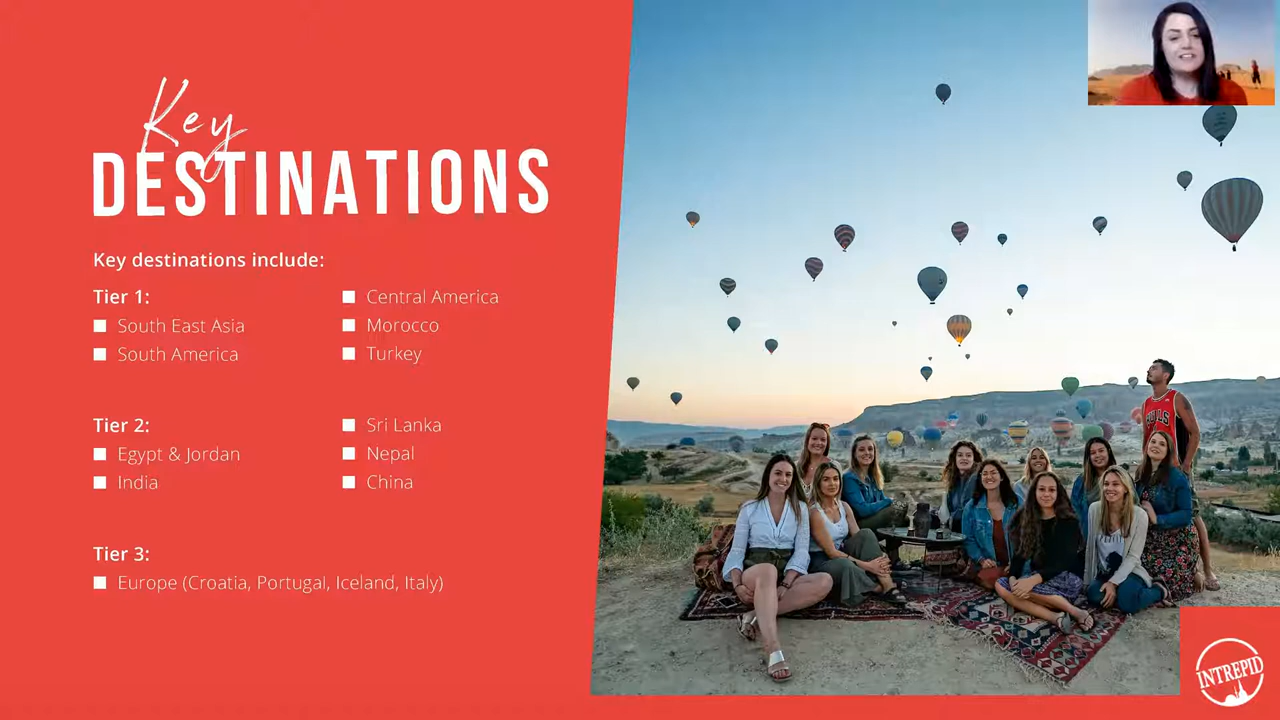 Key
DESTINATIONS
Key destinations include:
Tier 1:
South East Asia
South America
Central America
Morocco
Turkey
Tier 2:
Egypt & Jordan
India
Sri Lanka
Nepal
China
Tier 3:
Europe (Croatia, Portugal, Iceland, Italy)
INTREPID